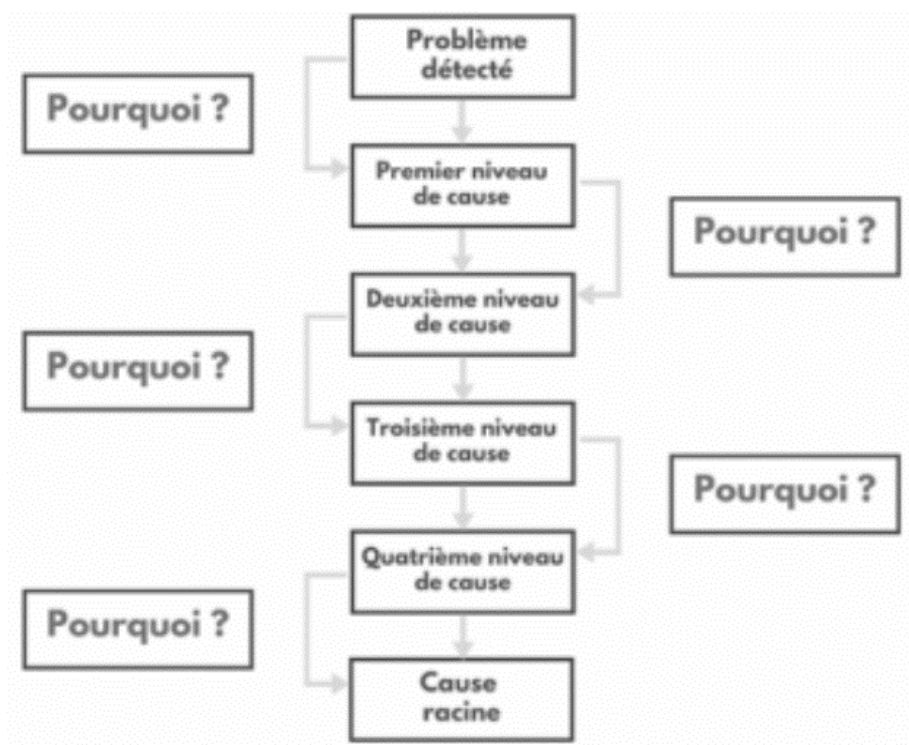 Problème
détecté
Pourquoi ?
Premier niveau
de cause
Pourquoi ?
Deuxième niveau
de cause
Pourquoi ?
Troisième niveau
de cause
Pourquoi ?
Quatrième niveau
de cause
Pourquoi ?
Cause
racine